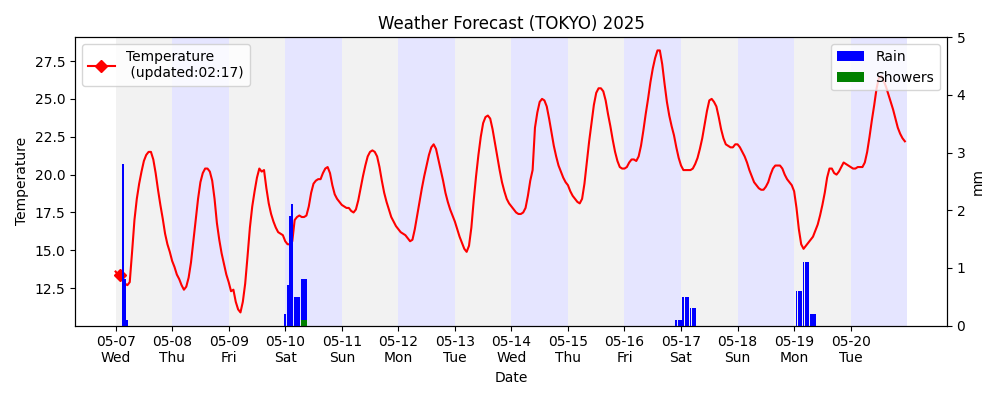 Weather Forecast (TOKYO) 2025
Temperature
(updated:02:17)
Rain
Showers
27.5
25.0
22.5
20.0
17.5
15.0
12.5
Temperature
5
4
3
2
1
0
mm
05-07 05-08 05-09 05-10 05-11 05-12 05-13 05-14 05-15 05-16 05-17 05-18 05-19 05-20
Wed Thu Fri Sat Sun Mon Tue Wed Thu Fri Sat Sun Mon Tue
Date